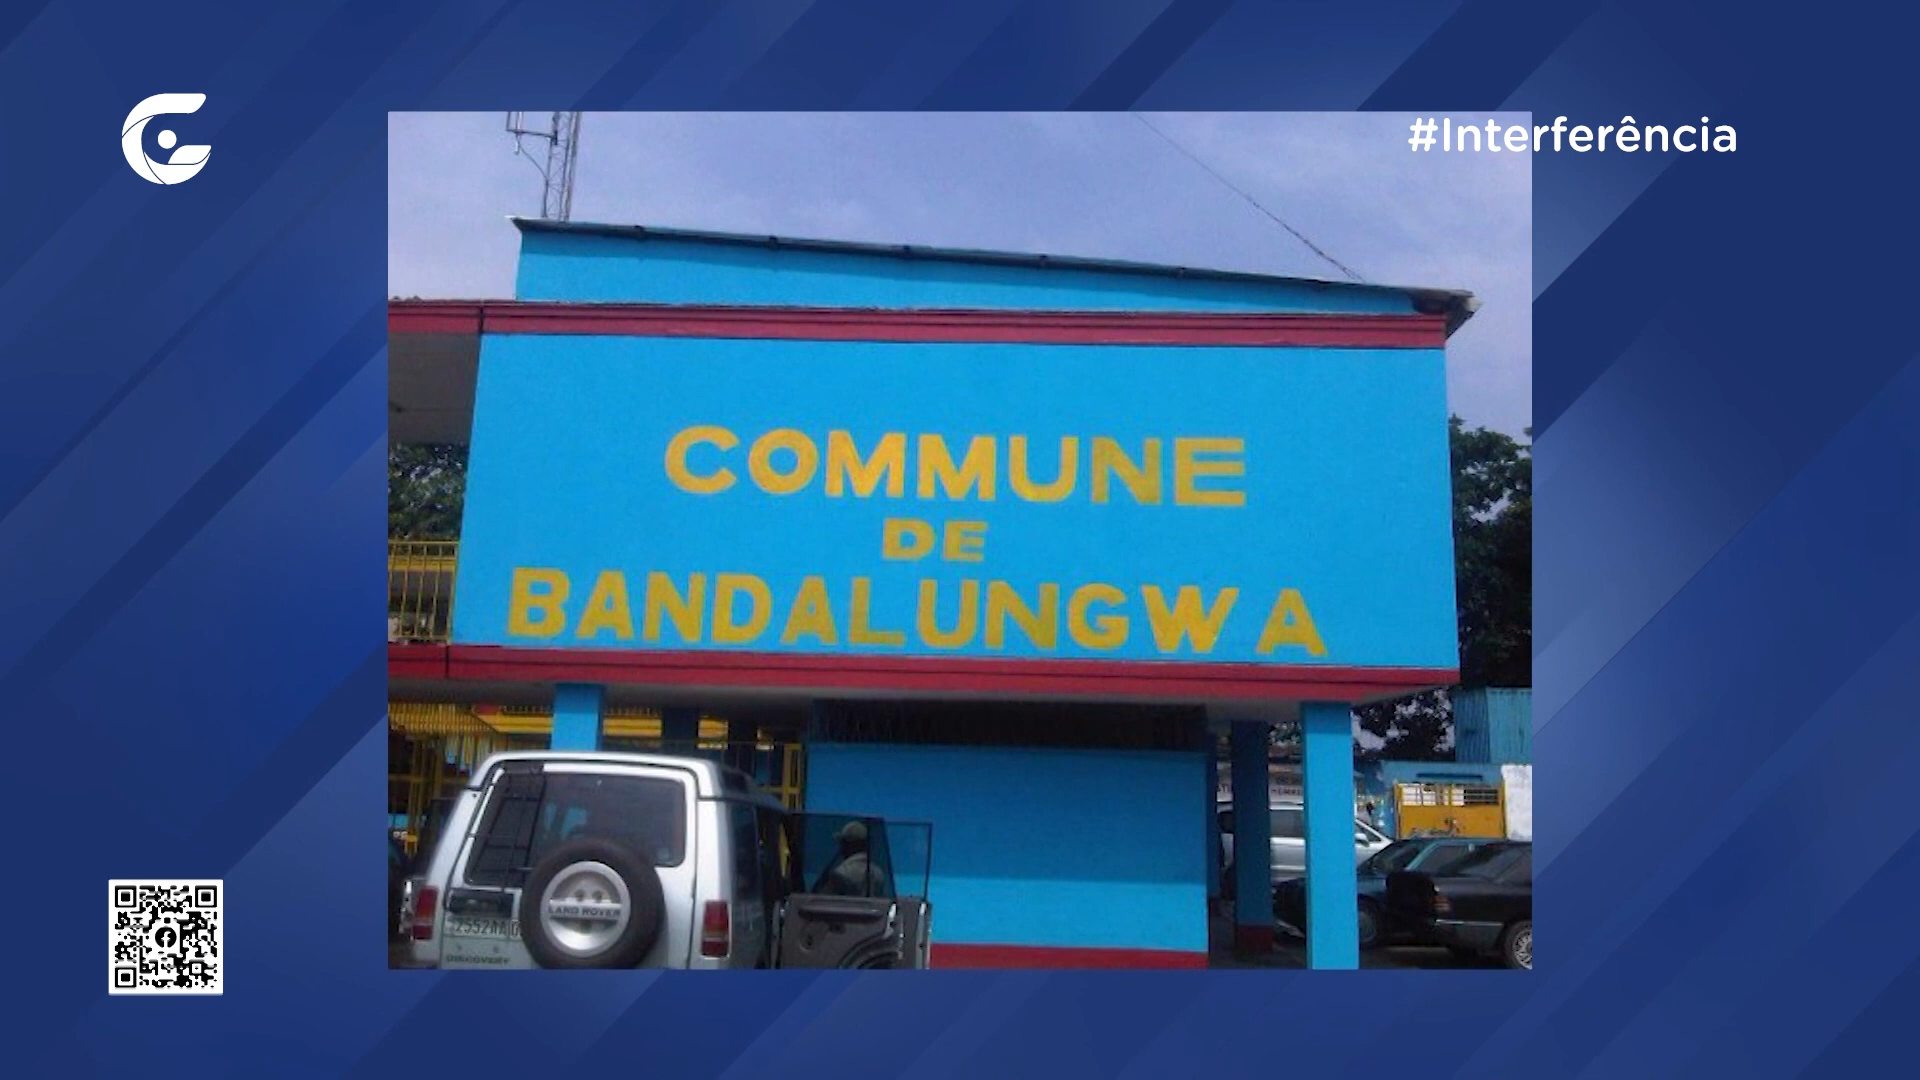 #Interferência
COMMUNE
DE
BANDALUNGWA
LAND ROVER
DISCOVERY